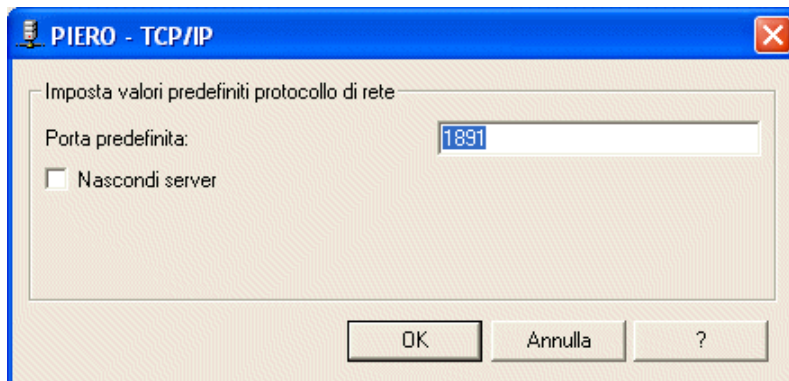 PIERO - TCP/IP
Imposta valori predefiniti protocollo di rete
Porta predefinita: 1891
Nascondi server
OK Annulla ?